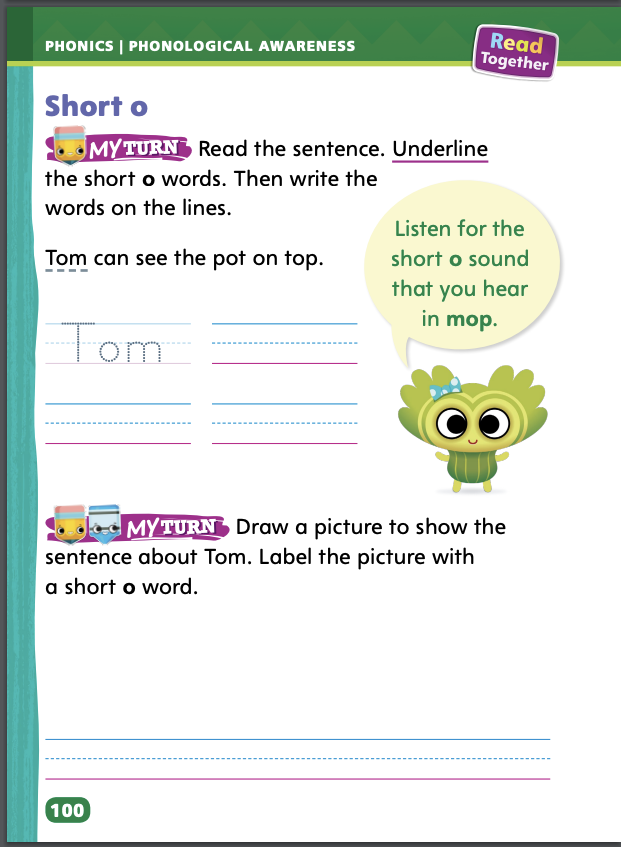 PHONICS | PHONOLOGICAL AWARENESS
Read
Together
Short o
MY TURN Read the sentence. Underline
the short o words. Then write the
words on the lines.
Tom can see the pot on top.
Listen for the
short o sound
that you hear
in mop.
Tom
MY TURN Draw a picture to show the
sentence about Tom. Label the picture with
a short o word.
100